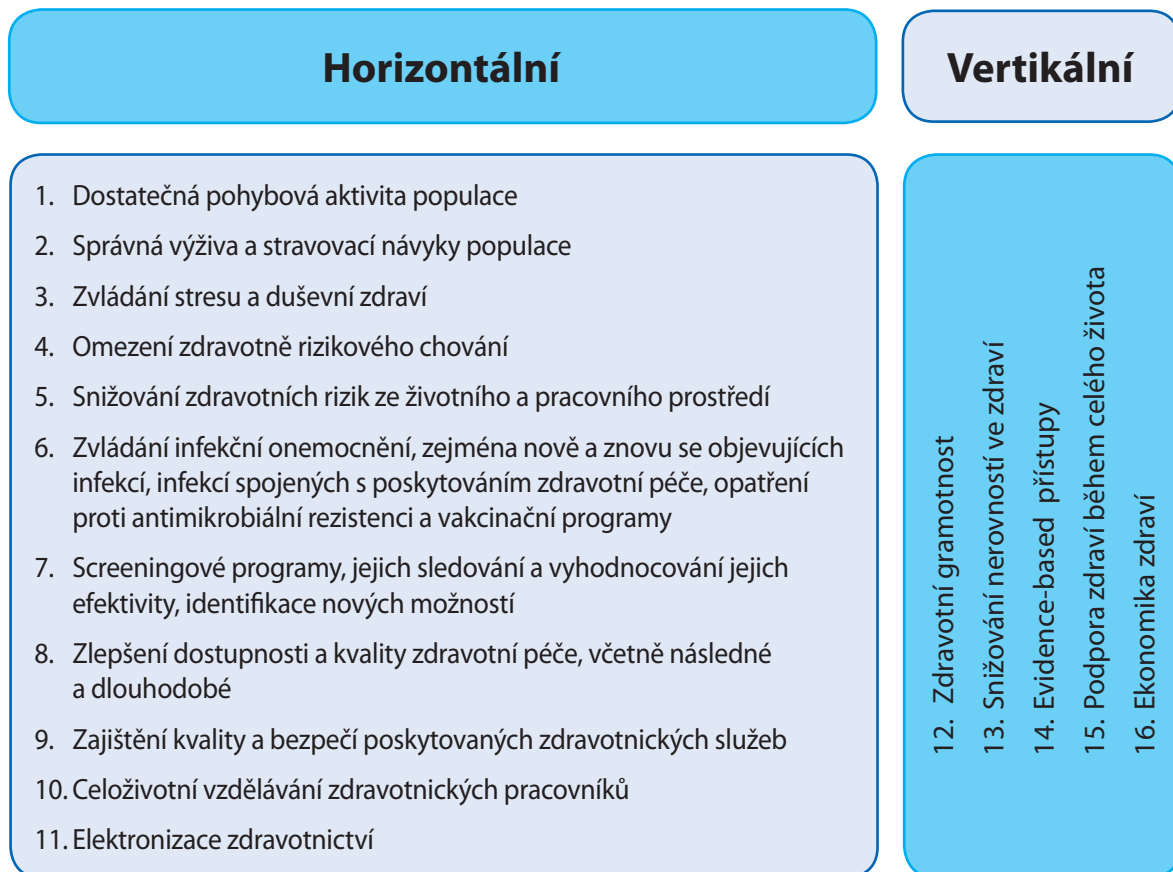 Horizontální
Vertikální
1. Dostatečná pohybová aktivita populace
2. Správná výživa a stravovací návyky populace
3. Zvládání stresu a duševní zdraví
4. Omezení zdravotně rizikového chování
5. Snižování zdravotních rizik ze životního a pracovního prostředí
6. Zvládání infekční onemocnění, zejména nově a znovu se objevujících
infekcí, infekcí spojených s poskytováním zdravotní péče, opatření
proti antimikrobiální rezistenci a vakcinační programy
7. Screeningové programy, jejich sledování a vyhodnocování jejich
efektivity, identifikace nových možností
8. Zlepšení dostupnosti a kvality zdravotní péče, včetně následné
a dlouhodobé
9. Zajištění kvality a bezpečí poskytovaných zdravotnických služeb
10. Celoživotní vzdělávání zdravotnických pracovníků
11. Elektronizace zdravotnictví
12. Zdravotní gramotnost
13. Snižování nerovností ve zdraví
14. Evidence-based přístupy
15. Podpora zdraví během celého života
16. Ekonomika zdraví